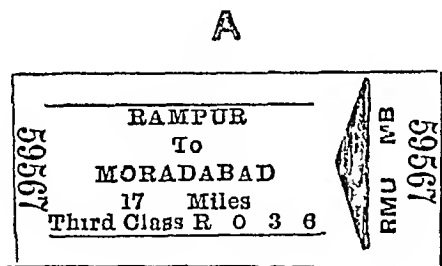 A
59567
RAMPUR
To
MORADABAD
17 Miles
Third Class R 0 3 6
RMU MB
59567